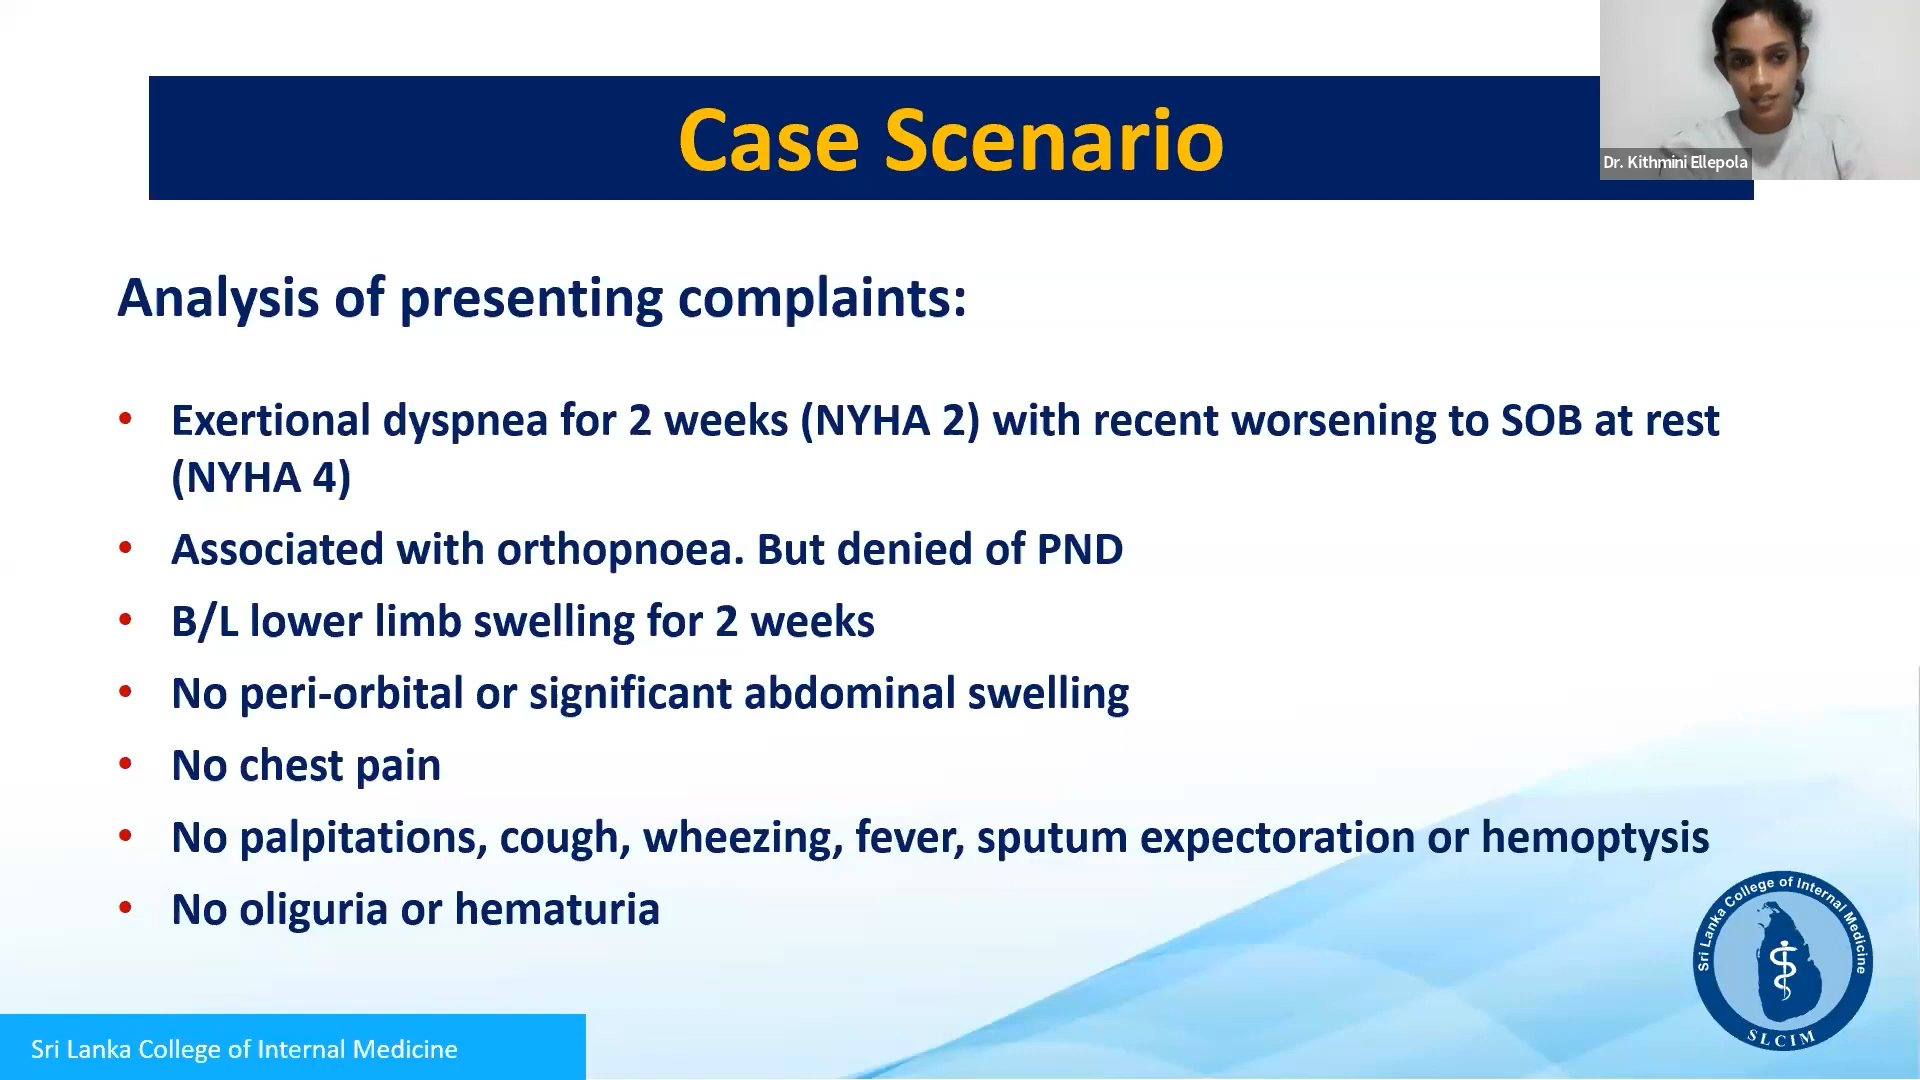 Case Scenario
Dr. Kithmini Ellepola
Analysis of presenting complaints:
• Exertional dyspnea for 2 weeks (NYHA 2) with recent worsening to SOB at rest
(NYHA 4)
• Associated with orthopnoea. But denied of PND
• B/L lower limb swelling for 2 weeks
• No peri-orbital or significant abdominal swelling
• No chest pain
• No palpitations, cough, wheezing, fever, sputum expectoration or hemoptysis
• No oliguria or hematuria
Sri Lanka College of Internal Medicine
SLCIM
Sri Lanka College of Internal Medicine